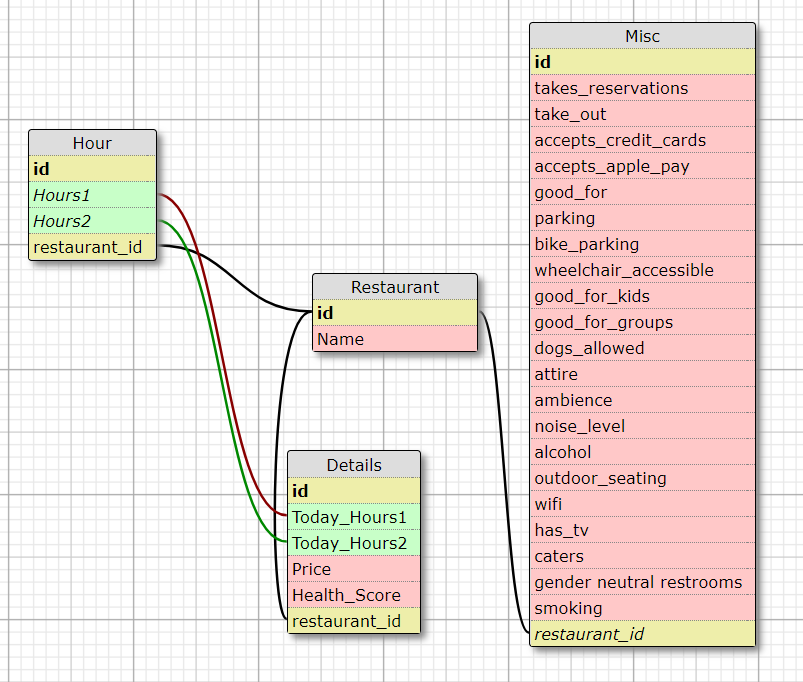 Hour
id
Hours1
Hours2
restaurant_id
Restaurant
id
Name
Details
id
Today_Hours1
Today_Hours2
Price
Health_Score
restaurant_id
Misc
id
takes_reservations
take_out
accepts_credit_cards
accepts_apple_pay
good_for
parking
bike_parking
wheelchair_accessible
good_for_kids
good_for_groups
dogs_allowed
attire
ambience
noise_level
alcohol
outdoor_seating
wifi
has_tv
caters
gender neutral restrooms
smoking
restaurant_id